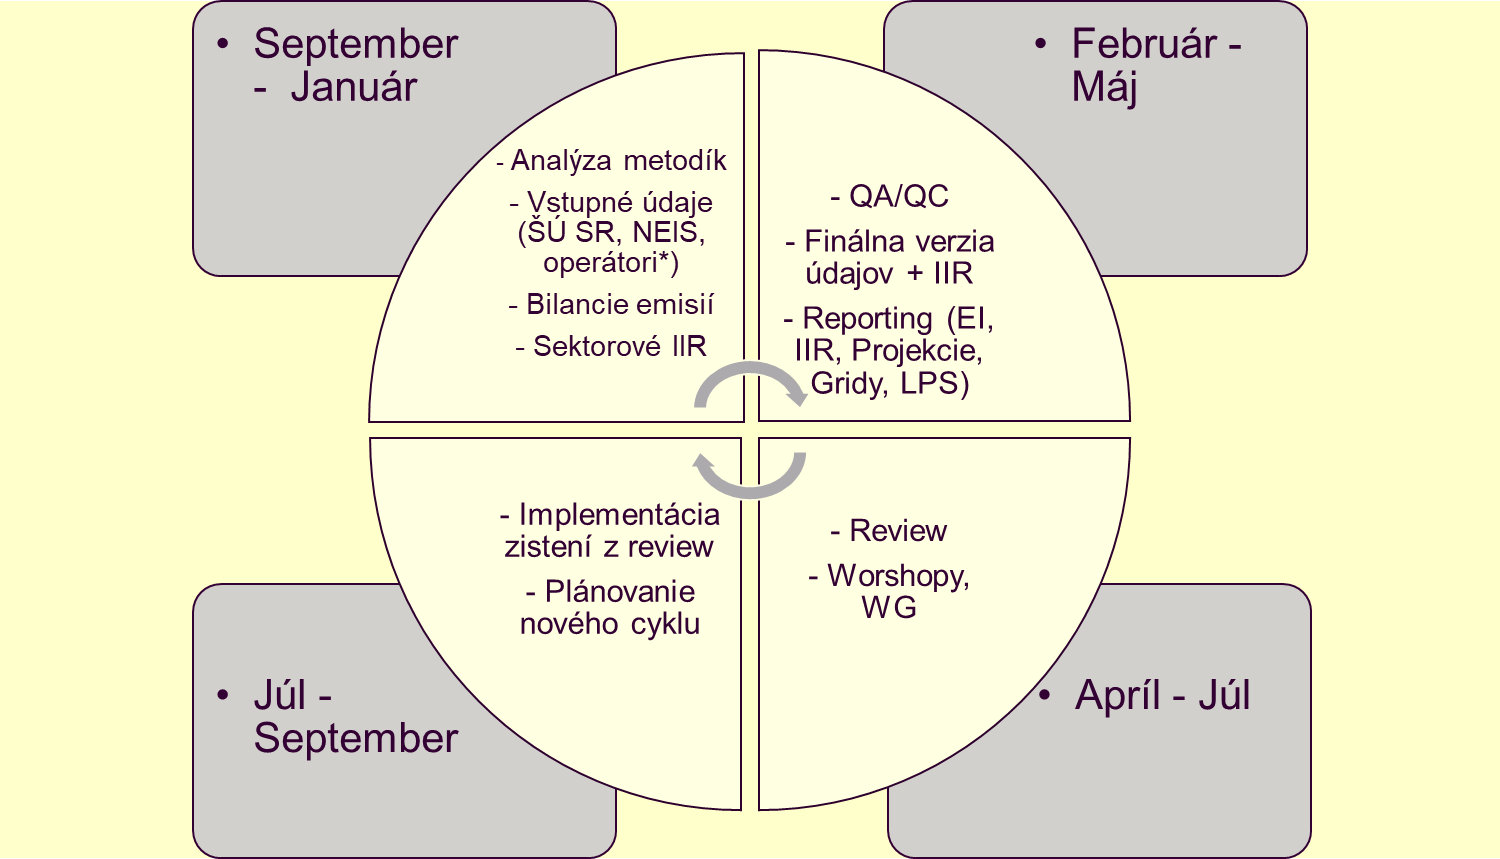 • September
- Január
- Analýza metodík
- Vstupné údaje
(ŠÚ SR, NEIS,
operátori*)
- Bilancie emisií
- Sektorové IIR
• Február -
Máj
- QA/QC
- Finálna verzia
údajov + IIR
- Reporting (EI,
IIR, Projekcie,
Gridy, LPS)
- Implementácia
zistení z review
- Plánovanie
nového cyklu
• Júl -
September
- Review
- Worshopy,
WG
• Apríl - Júl